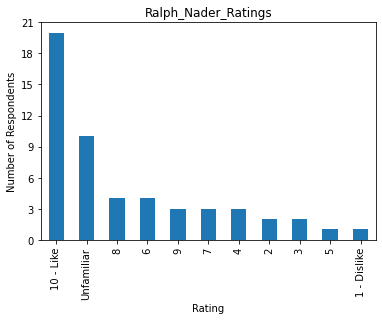 Ralph_Nader_Ratings
Number of Respondents
21
18
15
12
9
6
3
0
10 - Like
Unfamiliar
8
6
9
7
4
2
3
5
1 - Dislike
Rating